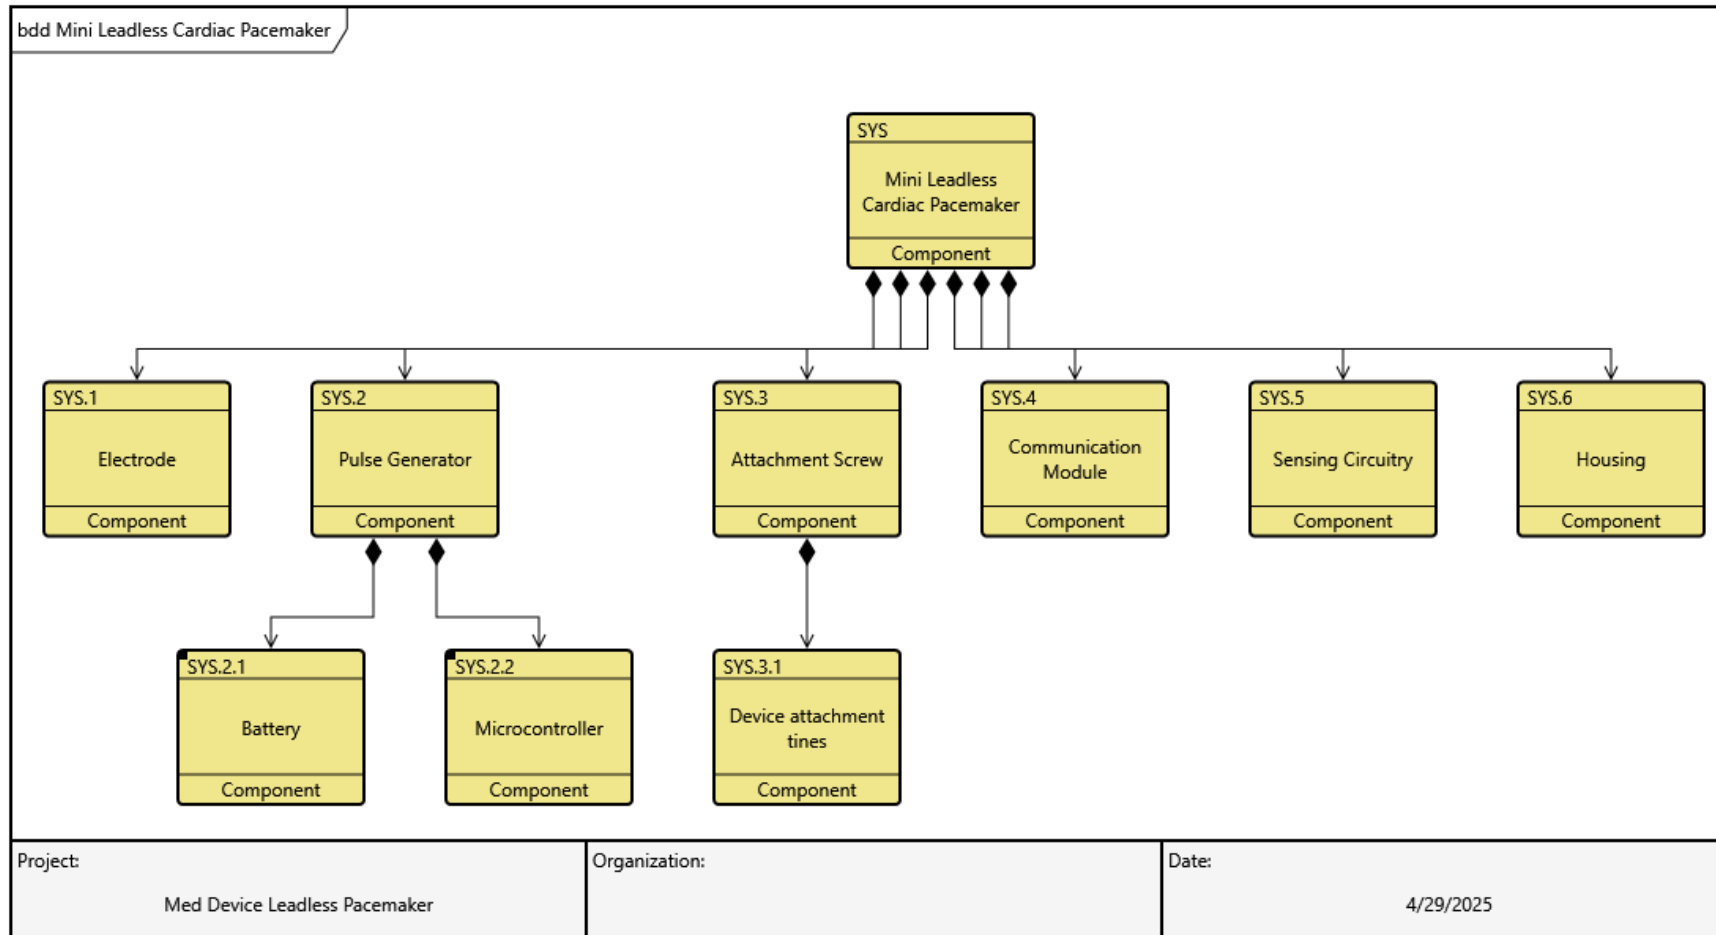 bdd Mini Leadless Cardiac Pacemaker
SYS
Mini Leadless
Cardiac Pacemaker
Component
SYS.1
Electrode
Component
SYS.2
Pulse Generator
Component
SYS.3
Attachment Screw
Component
SYS.4
Communication
Module
Component
SYS.5
Sensing Circuitry
Component
SYS.6
Housing
Component
SYS.2.1
Battery
Component
SYS.2.2
Microcontroller
Component
SYS.3.1
Device attachment
tines
Component
Project:
Med Device Leadless Pacemaker
Organization:
Date:
4/29/2025